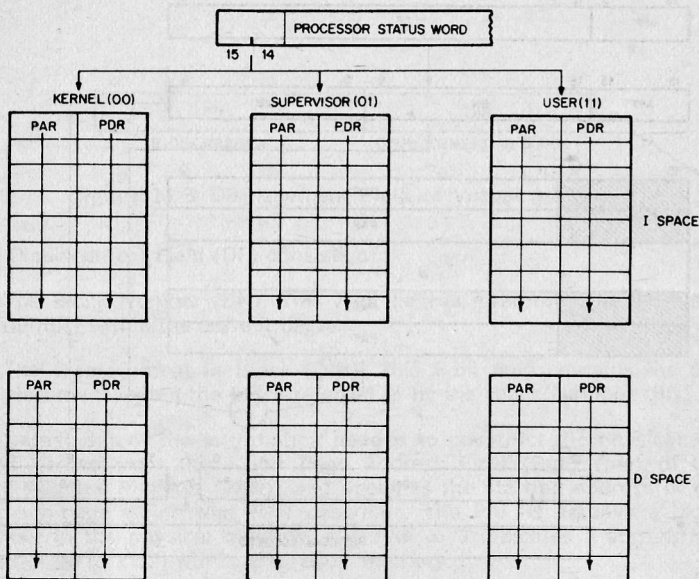 PROCESSOR STATUS WORD
15 14
KERNEL (00) SUPERVISOR (01) USER (11)
PAR PDR PAR PDR PAR PDR
I SPACE
PAR PDR PAR PDR PAR PDR
D SPACE